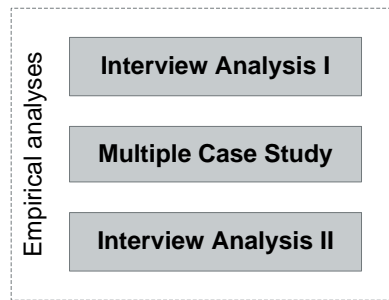 Empirical analyses
Interview Analysis I
Multiple Case Study
Interview Analysis II